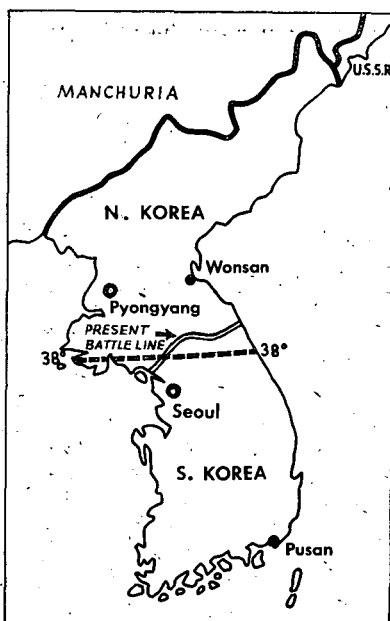 U.S.S.R.
MANCHURIA
N. KOREA
Wonsan
Pyongyang
PRESENT
BATTLE LINE
38°
38°
Seoul
S. KOREA
Pusan